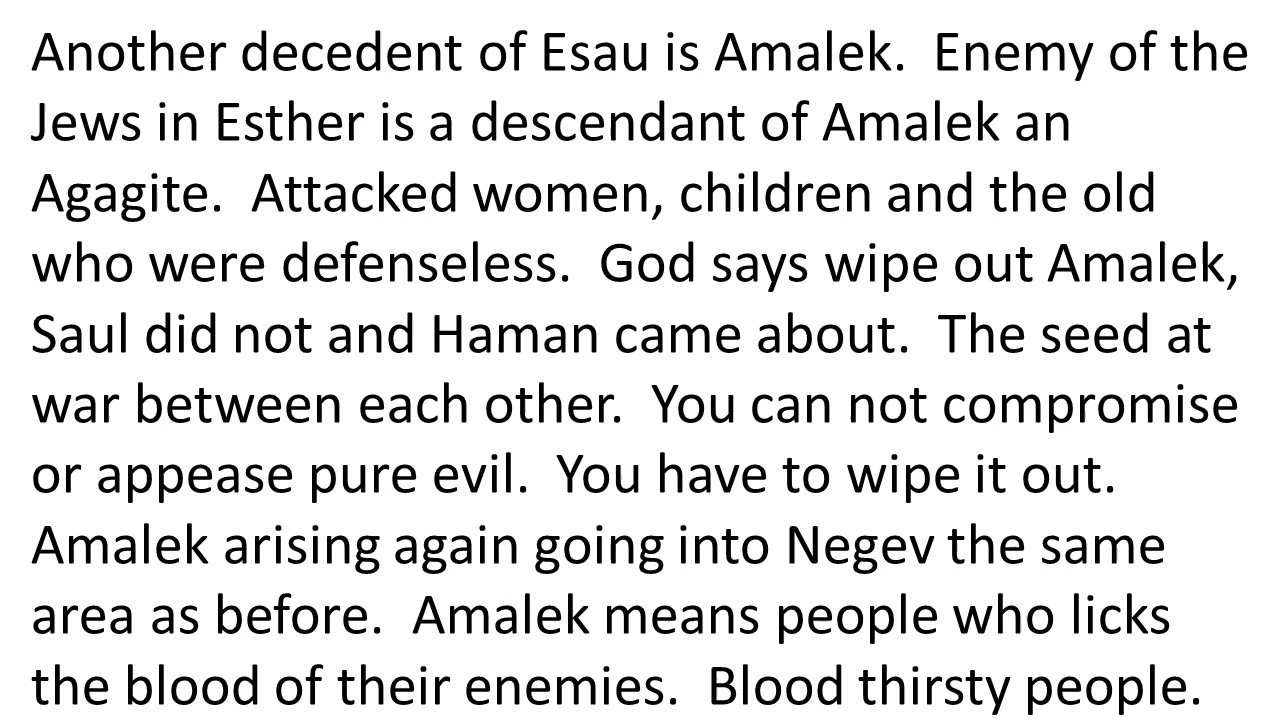 Another decedent of Esau is Amalek.  Enemy of the
Jews in Esther is a descendant of Amalek an
Agagite.  Attacked women, children and the old
who were defenseless.  God says wipe out Amalek,
Saul did not and Haman came about.  The seed at
war between each other.  You can not compromise
or appease pure evil.  You have to wipe it out.
Amalek arising again going into Negev the same
area as before.  Amalek means people who licks
the blood of their enemies.  Blood thirsty people.